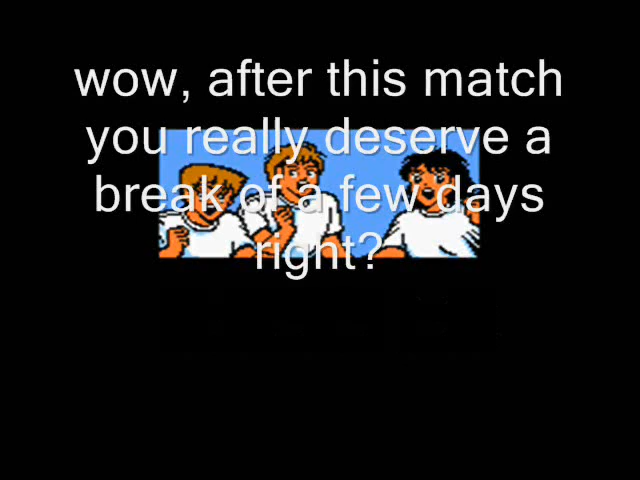 wow, after this match
you really deserve a
break of a few days
right?